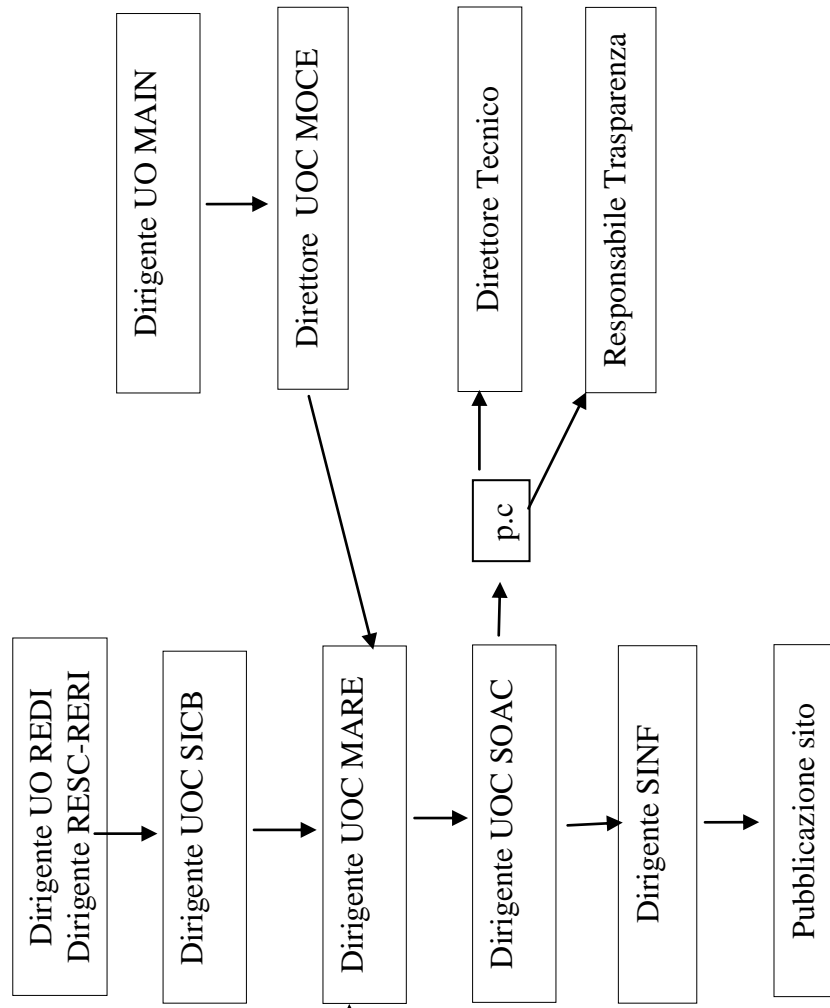 Dirigente UO REDI
Dirigente RESC-RERI
Dirigente UOC SICB
Dirigente UOC MARE
Dirigente UOC SOAC
Dirigente SINF
Pubblicazione sito
p.c
Dirigente UO MAIN
Direttore UOC MOCE
Direttore Tecnico
Responsabile Trasparenza